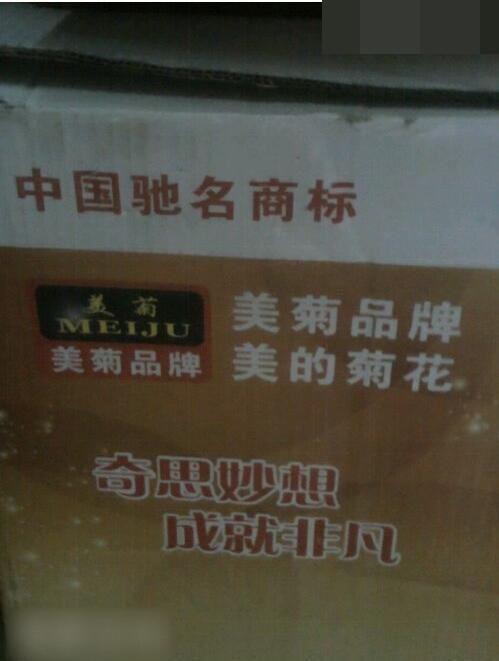 中国驰名商标
美菊
MEIJU
美菊品牌
美菊品牌
美的菊花
奇思妙想
成就非凡